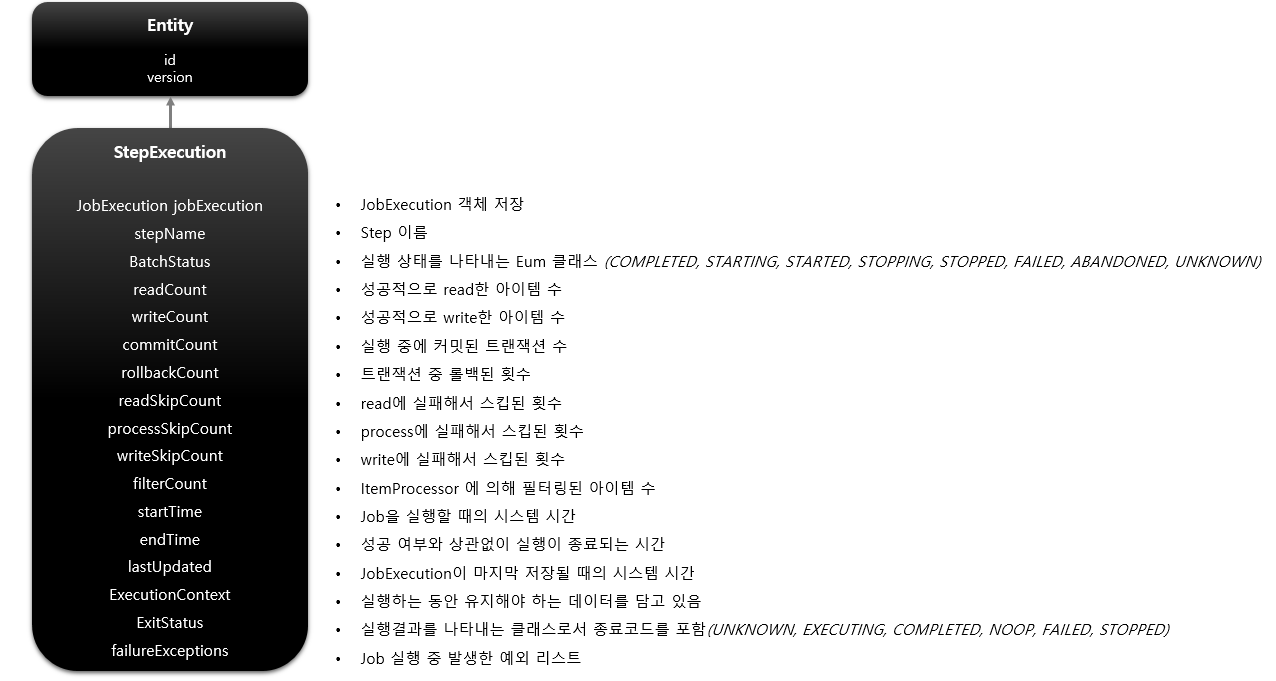 Entity
id
version
StepExecution
JobExecution jobExecution
• JobExecution 객체 저장
stepName
• Step 이름
BatchStatus
• 실행 상태를 나타내는 Eum 클래스 (COMPLETED, STARTING, STARTED, STOPPING, STOPPED, FAILED, ABANDONED, UNKNOWN)
readCount
• 성공적으로 read한 아이템 수
writeCount
• 성공적으로 write한 아이템 수
commitCount
• 실행 중에 커밋된 트랜잭션 수
rollbackCount
• 트랜잭션 중 롤백된 횟수
readSkipCount
• read에 실패해서 스킵된 횟수
processSkipCount
• process에 실패해서 스킵된 횟수
writeSkipCount
• write에 실패해서 스킵된 횟수
filterCount
• ItemProcessor 에 의해 필터링된 아이템 수
startTime
• Job을 실행할 때의 시스템 시간
endTime
• 성공 여부와 상관없이 실행이 종료되는 시간
lastUpdated
• JobExecution이 마지막 저장될 때의 시스템 시간
ExecutionContext
• 실행하는 동안 유지해야 하는 데이터를 담고 있음
ExitStatus
• 실행결과를 나타내는 클래스로서 종료코드를 포함(UNKNOWN, EXECUTING, COMPLETED, NOOP, FAILED, STOPPED)
failureExceptions
• Job 실행 중 발생한 예외 리스트